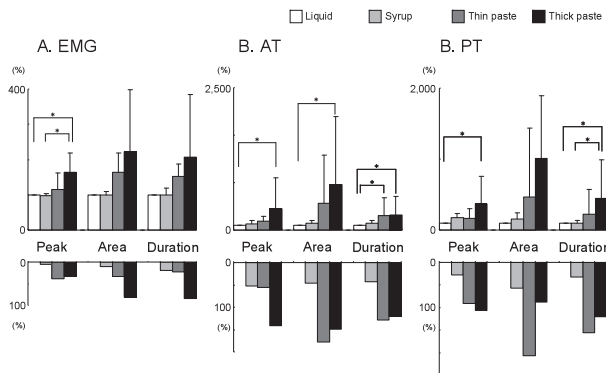 Liquid Syrup Thin paste Thick paste
A. EMG B. AT B. PT
(%) (%) (%)
400 2,500 2,000
* * * * * * * *
0 0 0
Peak Area Duration Peak Area Duration Peak Area Duration
0 0 0
100 100 100
(%) (%) (%)